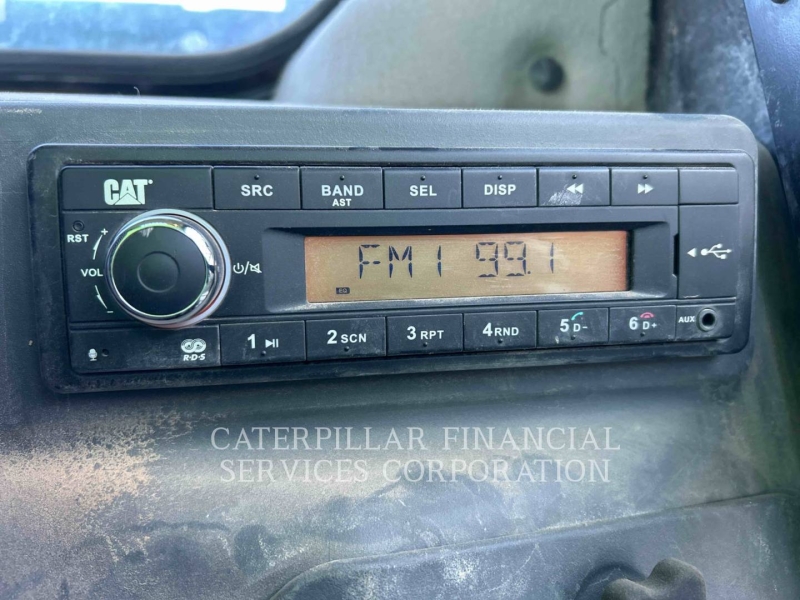 CAT
SRC BAND AST SEL DISP
RST
VOL + -
FM1 99.1
EQ
R·D·S
1 2 SCN 3 RPT 4 RND 5 D- 6 D+ AUX
CATERPILLAR FINANCIAL
SERVICES CORPORATION